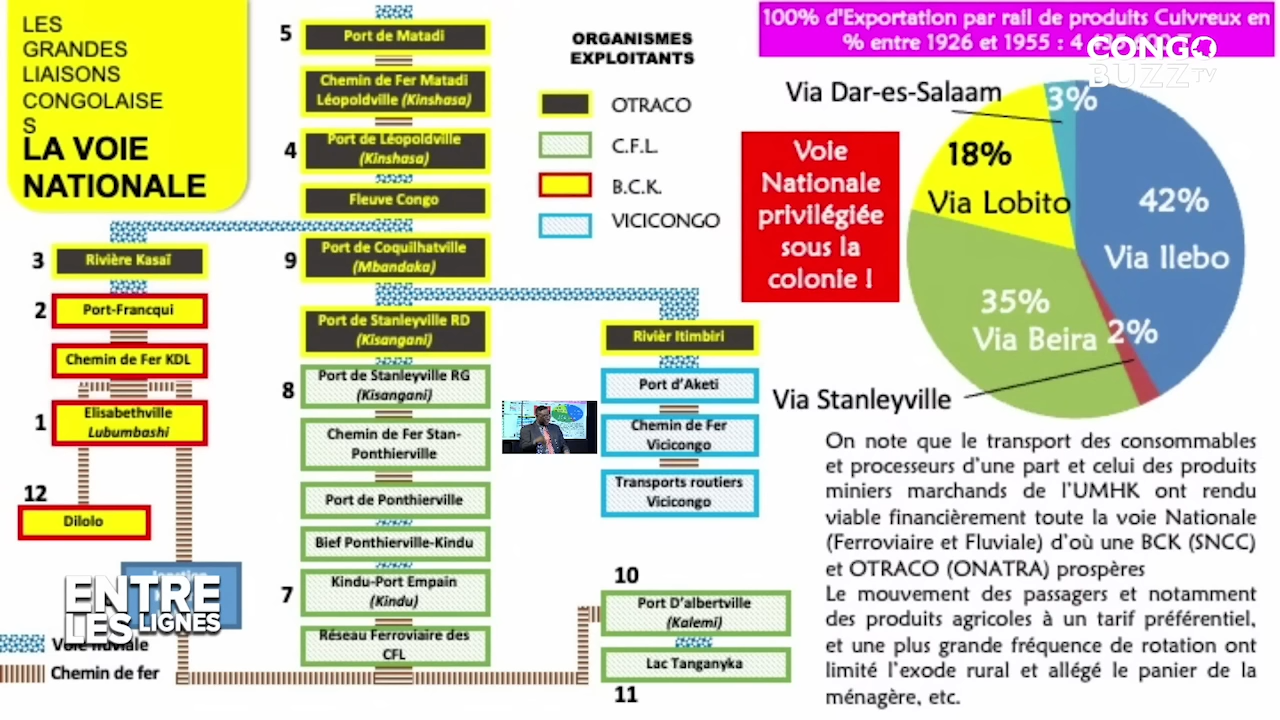 LES
GRANDES
LIAISONS
CONGOLAISE
S
LA VOIE
NATIONALE
5
Port de Matadi
Chemin de Fer Matadi
Léopoldville (Kinshasa)
4
Port de Léopoldville
(Kinshasa)
Fleuve Congo
9
Port de Coquilhatville
(Mbandaka)
3
Rivière Kasaï
2
Port-Francqui
Chemin de Fer KDL
1
Elisabethville
Lubumbashi
12
Dilolo
Port de Stanleyville RD
(Kisangani)
8
Port de Stanleyville RG
(Kisangani)
Chemin de Fer Stan-
Ponthierville
Port de Ponthierville
Bief Ponthierville-Kindu
7
Kindu-Port Empain
(Kindu)
Réseau Ferroviaire des
CFL
Rivièr Itimbiri
Port d'Aketi
Chemin de Fer
Vicicongo
Transports routiers
Vicicongo
10
Port D'albertville
(Kalemi)
Lac Tanganyka
11
ENTRE
LES LIGNES
Voie fluviale
Chemin de fer
ORGANISMES
EXPLOITANTS
OTRACO
C.F.L.
B.C.K.
VICICONGO
100% d'Exportation par rail de produits Cuivreux en
% entre 1926 et 1955 : 4
CONGO
BUZZ TV
Voie
Nationale
privilégiée
sous la
colonie !
Via Dar-es-Salaam
3%
18%
Via Lobito
42%
Via Ilebo
35%
Via Beira
2%
Via Stanleyville
On note que le transport des consommables
et processeurs d'une part et celui des produits
miniers marchands de l'UMHK ont rendu
viable financièrement toute la voie Nationale
(Ferroviaire et Fluviale) d'où une BCK (SNCC)
et OTRACO (ONATRA) prospères
Le mouvement des passagers et notamment
des produits agricoles à un tarif préférentiel,
et une plus grande fréquence de rotation ont
limité l'exode rural et allégé le panier de la
ménagère, etc.